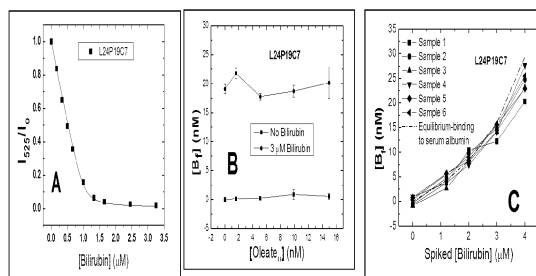 L24P19C7
I525/Io
1.0
0.8
0.6
0.4
0.2
0.0
A
0.0 0.5 1.0 1.5 2.0 2.5 3.0 3.5
[Bilirubin] (μM)
L24P19C7
[Bf] (nM)
35
30
25
20
15
10
5
0
-5
No Bilirubin
3 μM Bilirubin
B
0 2 4 6 8 10 12 14 16
[Oleateu] (nM)
Sample 1
Sample 2
Sample 3
Sample 4
Sample 5
Sample 6
Equilibrium-binding
to serum albumin
L24P19C7
[Bf] (nM)
35
30
25
20
15
10
5
0
-5
C
0 1 2 3 4
Spiked [Bilirubin] (μM)